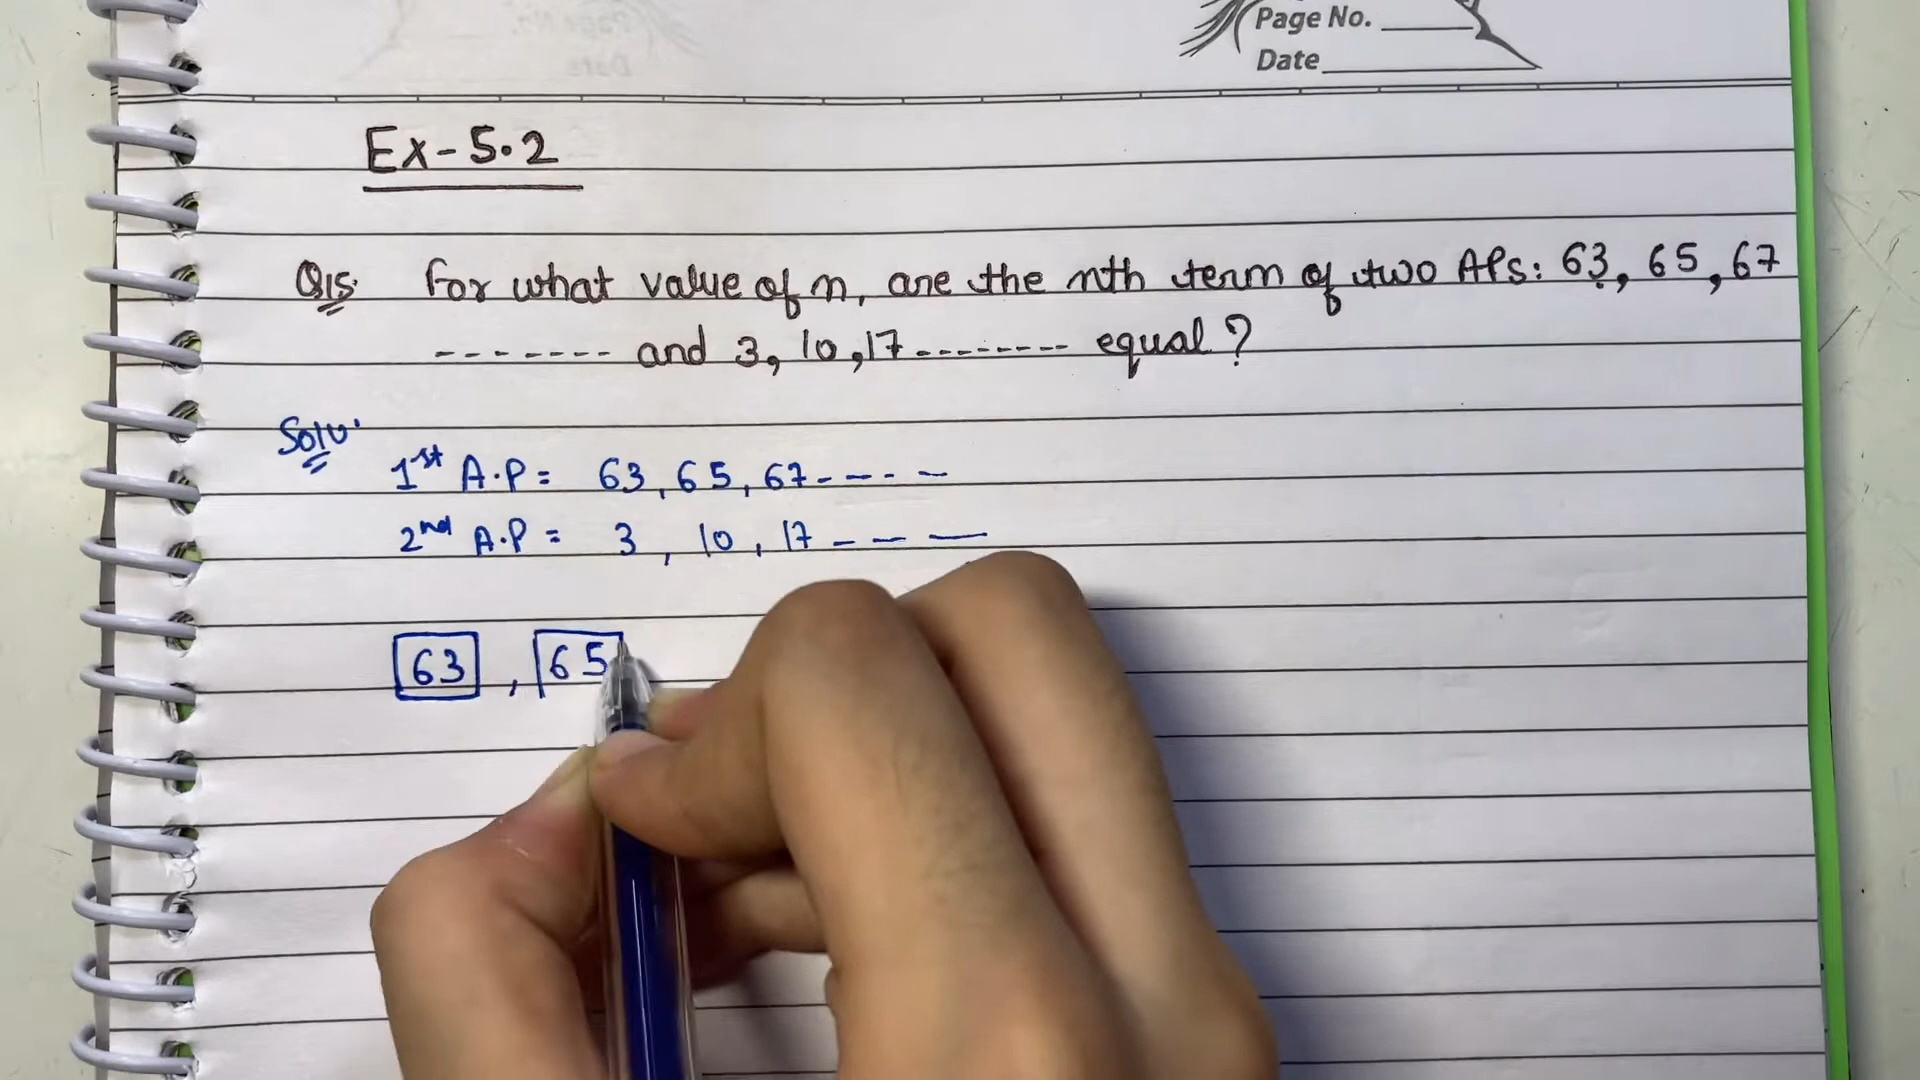 Page No.
Date
Ex-5.2
Q15. For what value of n, are the nth term of two APs: 63, 65, 67
------- and 3, 10, 17 -------- equal?
Solu.
1st A.P = 63, 65, 67 - - - -
2nd A.P = 3, 10, 17 - - -
63, 65